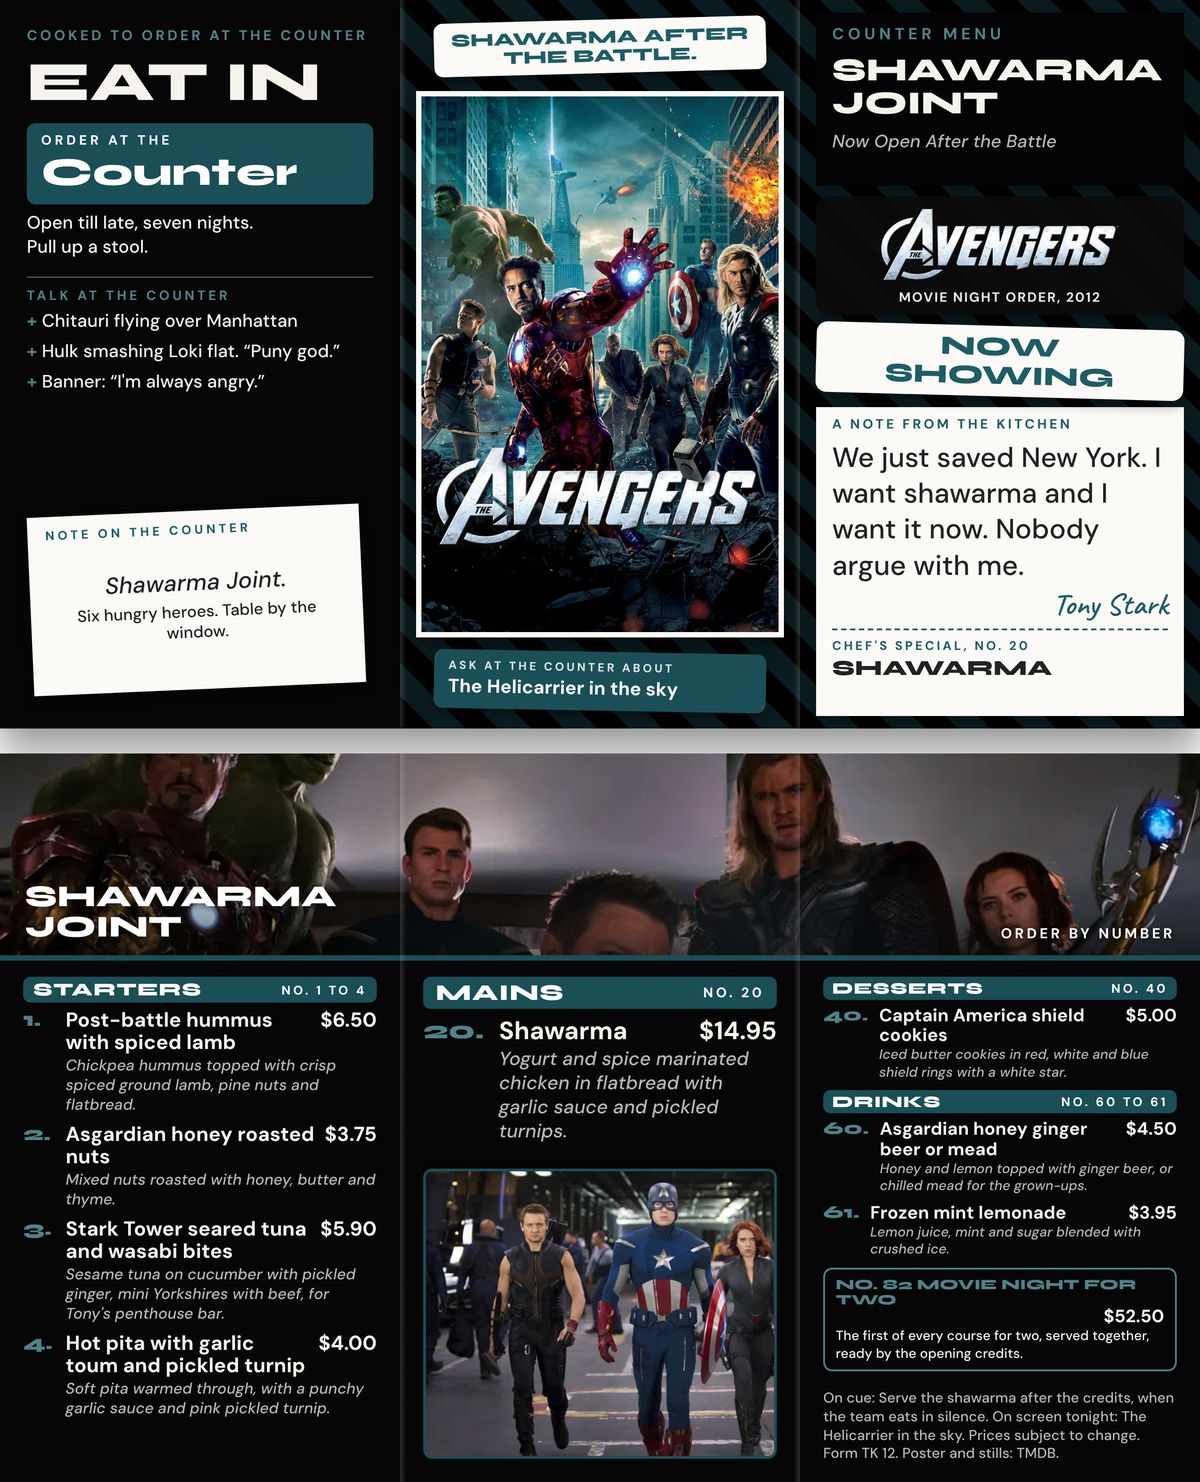 COOKED TO ORDER AT THE COUNTER
EAT IN
ORDER AT THE
Counter
Open till late, seven nights.
Pull up a stool.
TALK AT THE COUNTER
+ Chitauri flying over Manhattan
+ Hulk smashing Loki flat. “Puny god.”
+ Banner: “I'm always angry.”
NOTE ON THE COUNTER
Shawarma Joint.
Six hungry heroes. Table by the
window.
SHAWARMA AFTER
THE BATTLE.
THE AVENGERS
ASK AT THE COUNTER ABOUT
The Helicarrier in the sky
COUNTER MENU
SHAWARMA
JOINT
Now Open After the Battle
THE AVENGERS
MOVIE NIGHT ORDER, 2012
NOW
SHOWING
A NOTE FROM THE KITCHEN
We just saved New York. I
want shawarma and I
want it now. Nobody
argue with me.
Tony Stark
CHEF'S SPECIAL, NO. 20
SHAWARMA
SHAWARMA
JOINT
ORDER BY NUMBER
STARTERS NO. 1 TO 4
1. Post-battle hummus $6.50
with spiced lamb
Chickpea hummus topped with crisp
spiced ground lamb, pine nuts and
flatbread.
2. Asgardian honey roasted $3.75
nuts
Mixed nuts roasted with honey, butter and
thyme.
3. Stark Tower seared tuna $5.90
and wasabi bites
Sesame tuna on cucumber with pickled
ginger, mini Yorkshires with beef, for
Tony's penthouse bar.
4. Hot pita with garlic $4.00
toum and pickled turnip
Soft pita warmed through, with a punchy
garlic sauce and pink pickled turnip.
MAINS NO. 20
20. Shawarma $14.95
Yogurt and spice marinated
chicken in flatbread with
garlic sauce and pickled
turnips.
DESSERTS NO. 40
40. Captain America shield $5.00
cookies
Iced butter cookies in red, white and blue
shield rings with a white star.
DRINKS NO. 60 TO 61
60. Asgardian honey ginger $4.50
beer or mead
Honey and lemon topped with ginger beer, or
chilled mead for the grown-ups.
61. Frozen mint lemonade $3.95
Lemon juice, mint and sugar blended with
crushed ice.
NO. 82 MOVIE NIGHT FOR
TWO
$52.50
The first of every course for two, served together,
ready by the opening credits.
On cue: Serve the shawarma after the credits, when
the team eats in silence. On screen tonight: The
Helicarrier in the sky. Prices subject to change.
Form TK 12. Poster and stills: TMDB.